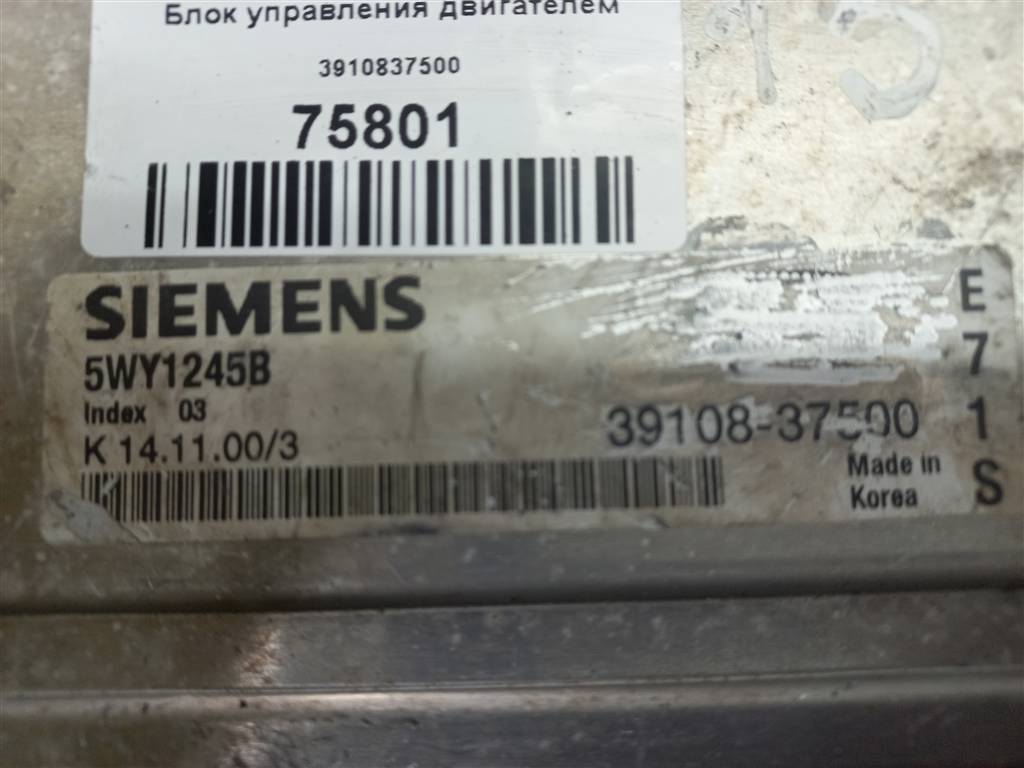 Блок управления двигателем
3910837500
75801
15
SIEMENS
5WY1245B
Index 03
K 14.11.00/3
39108-37500
Made in
Korea
E
7
1
S